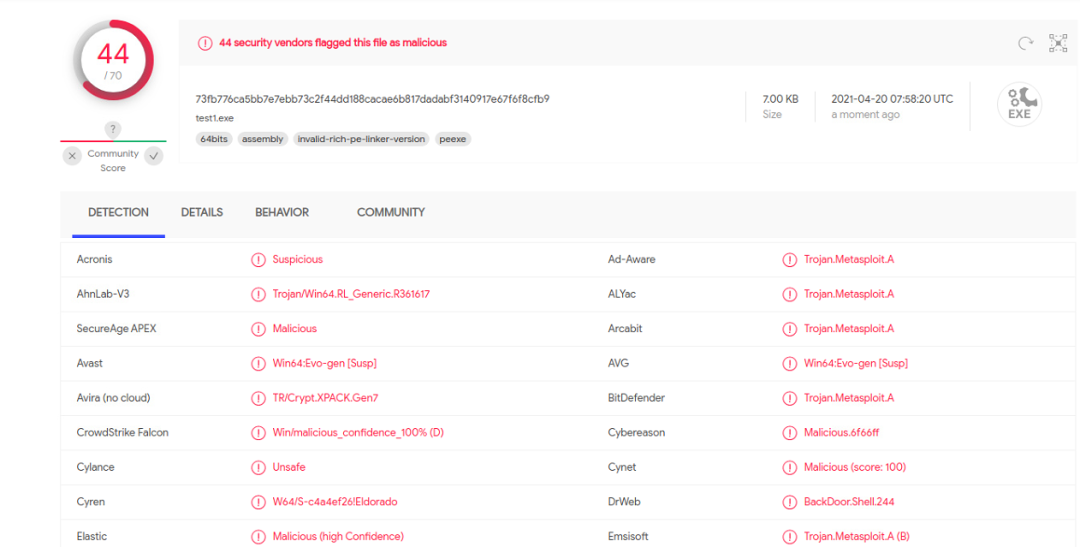 44
/ 70
?
Community
Score
44 security vendors flagged this file as malicious
73fb776ca5bb7e7ebb73c2f44dd188cacae6b817dadabf3140917e67f6f8cfb9
test1.exe
64bits assembly invalid-rich-pe-linker-version peexe
7.00 KB
Size
2021-04-20 07:58:20 UTC
a moment ago
EXE
DETECTION DETAILS BEHAVIOR COMMUNITY
Acronis Suspicious Ad-Aware Trojan.Metasploit.A
AhnLab-V3 Trojan/Win64.RL_Generic.R361617 ALYac Trojan.Metasploit.A
SecureAge APEX Malicious Arcabit Trojan.Metasploit.A
Avast Win64:Evo-gen [Susp] AVG Win64:Evo-gen [Susp]
Avira (no cloud) TR/Crypt.XPACK.Gen7 BitDefender Trojan.Metasploit.A
CrowdStrike Falcon Win/malicious_confidence_100% (D) Cybereason Malicious.6f66ff
Cylance Unsafe Cynet Malicious (score: 100)
Cyren W64/S-c4a4ef26!Eldorado DrWeb BackDoor.Shell.244
Elastic Malicious (high Confidence) Emsisoft Trojan.Metasploit.A (B)